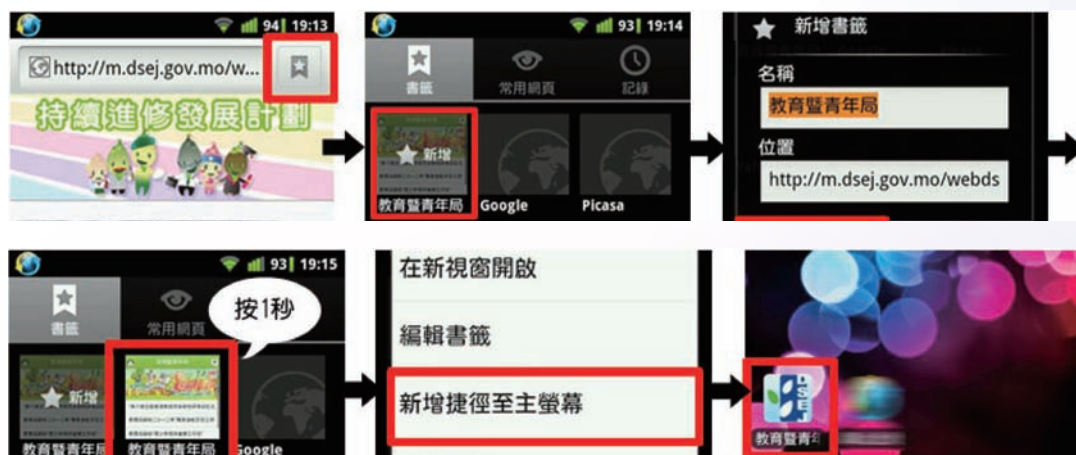 94 19:13
http://m.dsej.gov.mo/w...
持續進修發展計劃
93 19:14
書籤
常用網頁
記錄
新增
教育暨青年局
Google
Picasa
新增書籤
名稱
教育暨青年局
位置
http://m.dsej.gov.mo/webds
93 19:15
書籤
常用網頁
按1秒
新增
教育暨青年局
教育暨青年局
Google
在新視窗開啟
編輯書籤
新增捷徑至主螢幕
DSEJ
教育暨青年